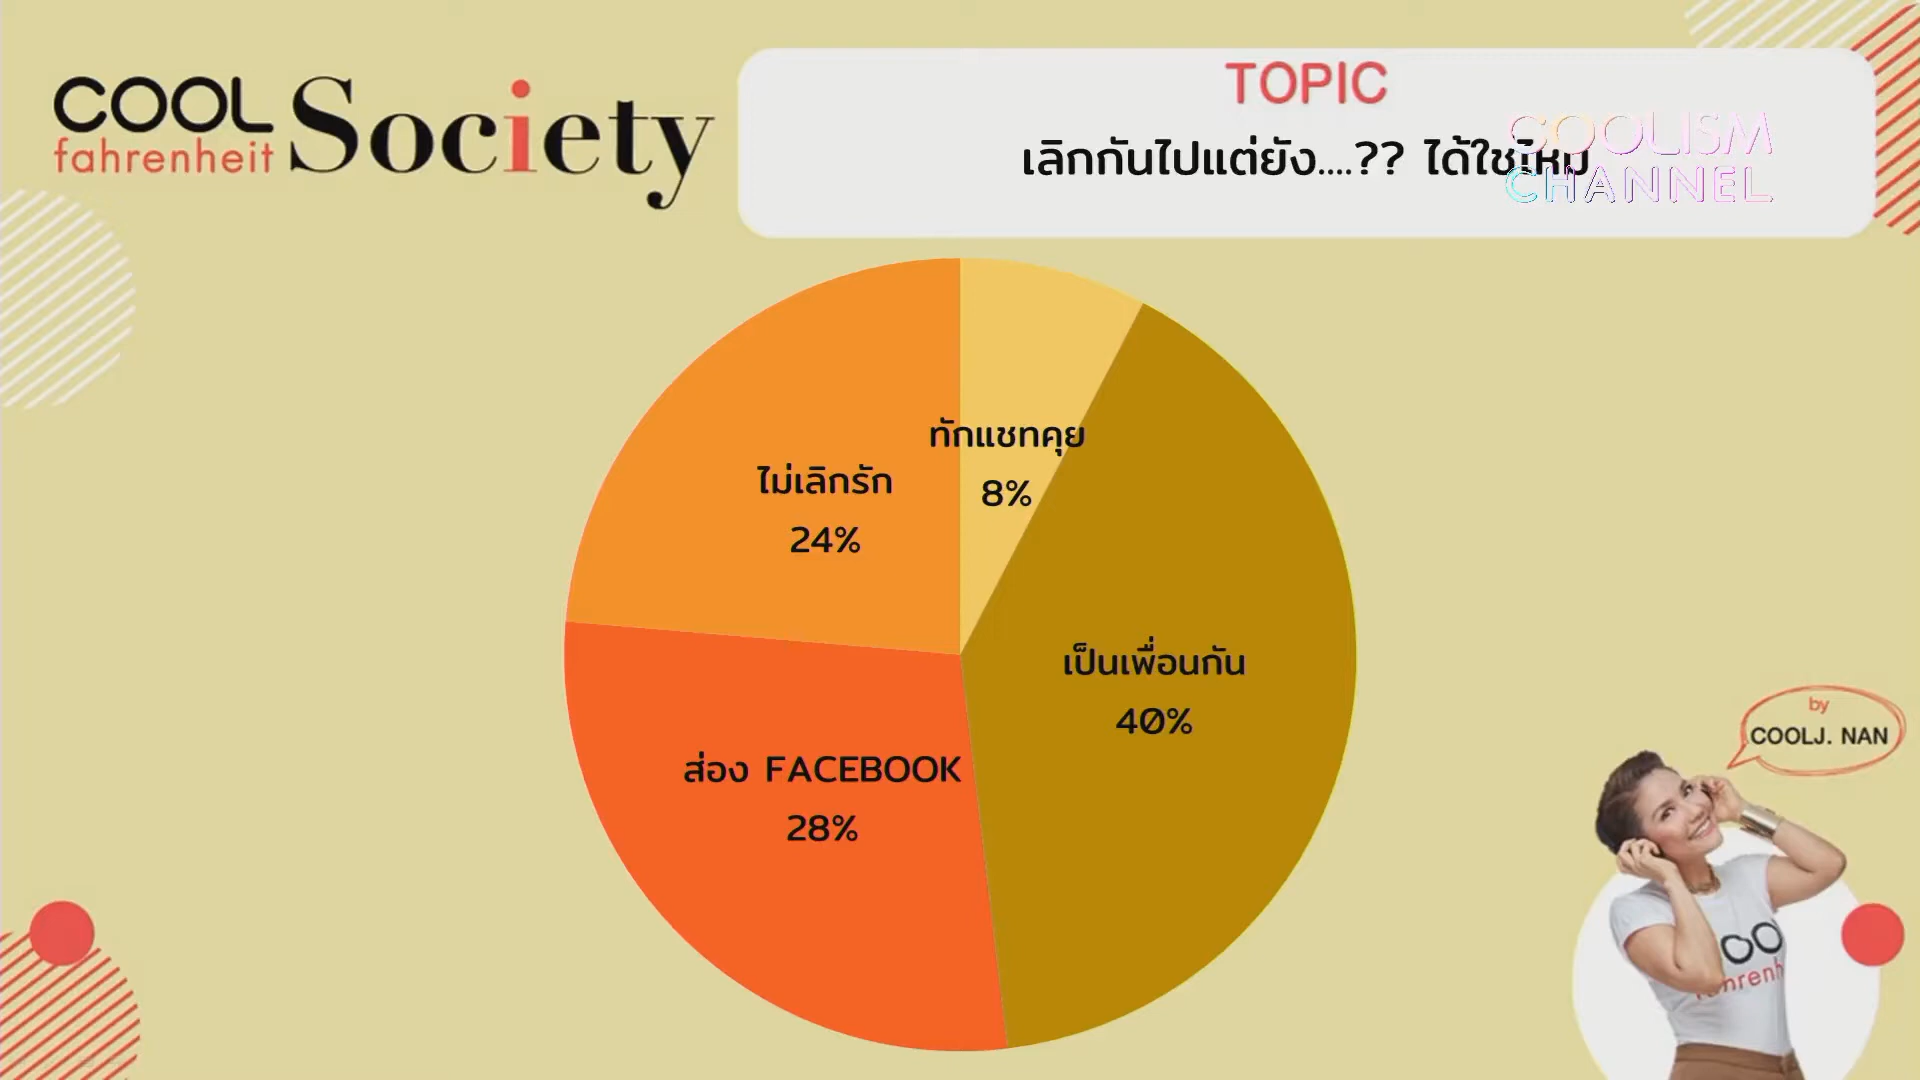 COOL
fahrenheit
Society
TOPIC
เลิกกันไปแต่ยัง....?? ได้ใช่ไหม
COOLISM
CHANNEL
ทักแชทคุย
8%
ไม่เลิกรัก
24%
เป็นเพื่อนกัน
40%
ส่อง FACEBOOK
28%
by
COOLJ. NAN